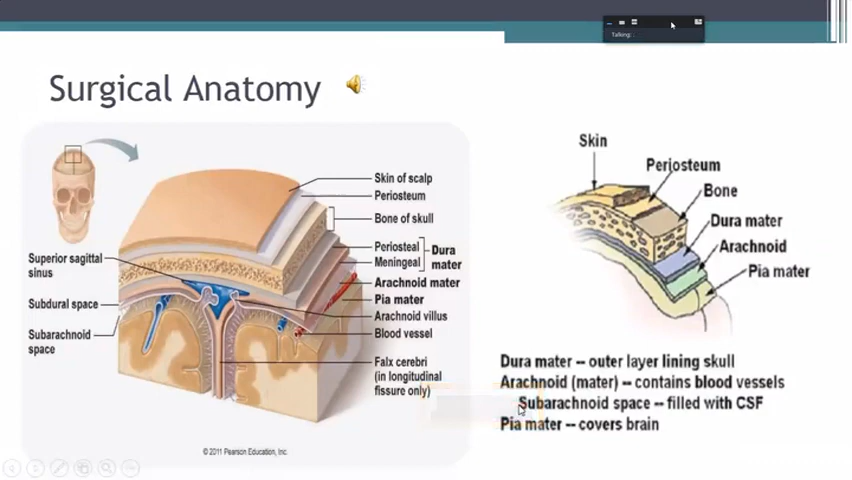 Talking:
Surgical Anatomy
Skin of scalp
Periosteum
Bone of skull
Periosteal
Meningeal
Dura
mater
Arachnoid mater
Pia mater
Arachnoid villus
Blood vessel
Falx cerebri
(in longitudinal
fissure only)
Superior sagittal
sinus
Subdural space
Subarachnoid
space
© 2011 Pearson Education, Inc.
Skin
Periosteum
Bone
Dura mater
Arachnoid
Pia mater
Dura mater -- outer layer lining skull
Arachnoid (mater) -- contains blood vessels
Subarachnoid space -- filled with CSF
Pia mater -- covers brain